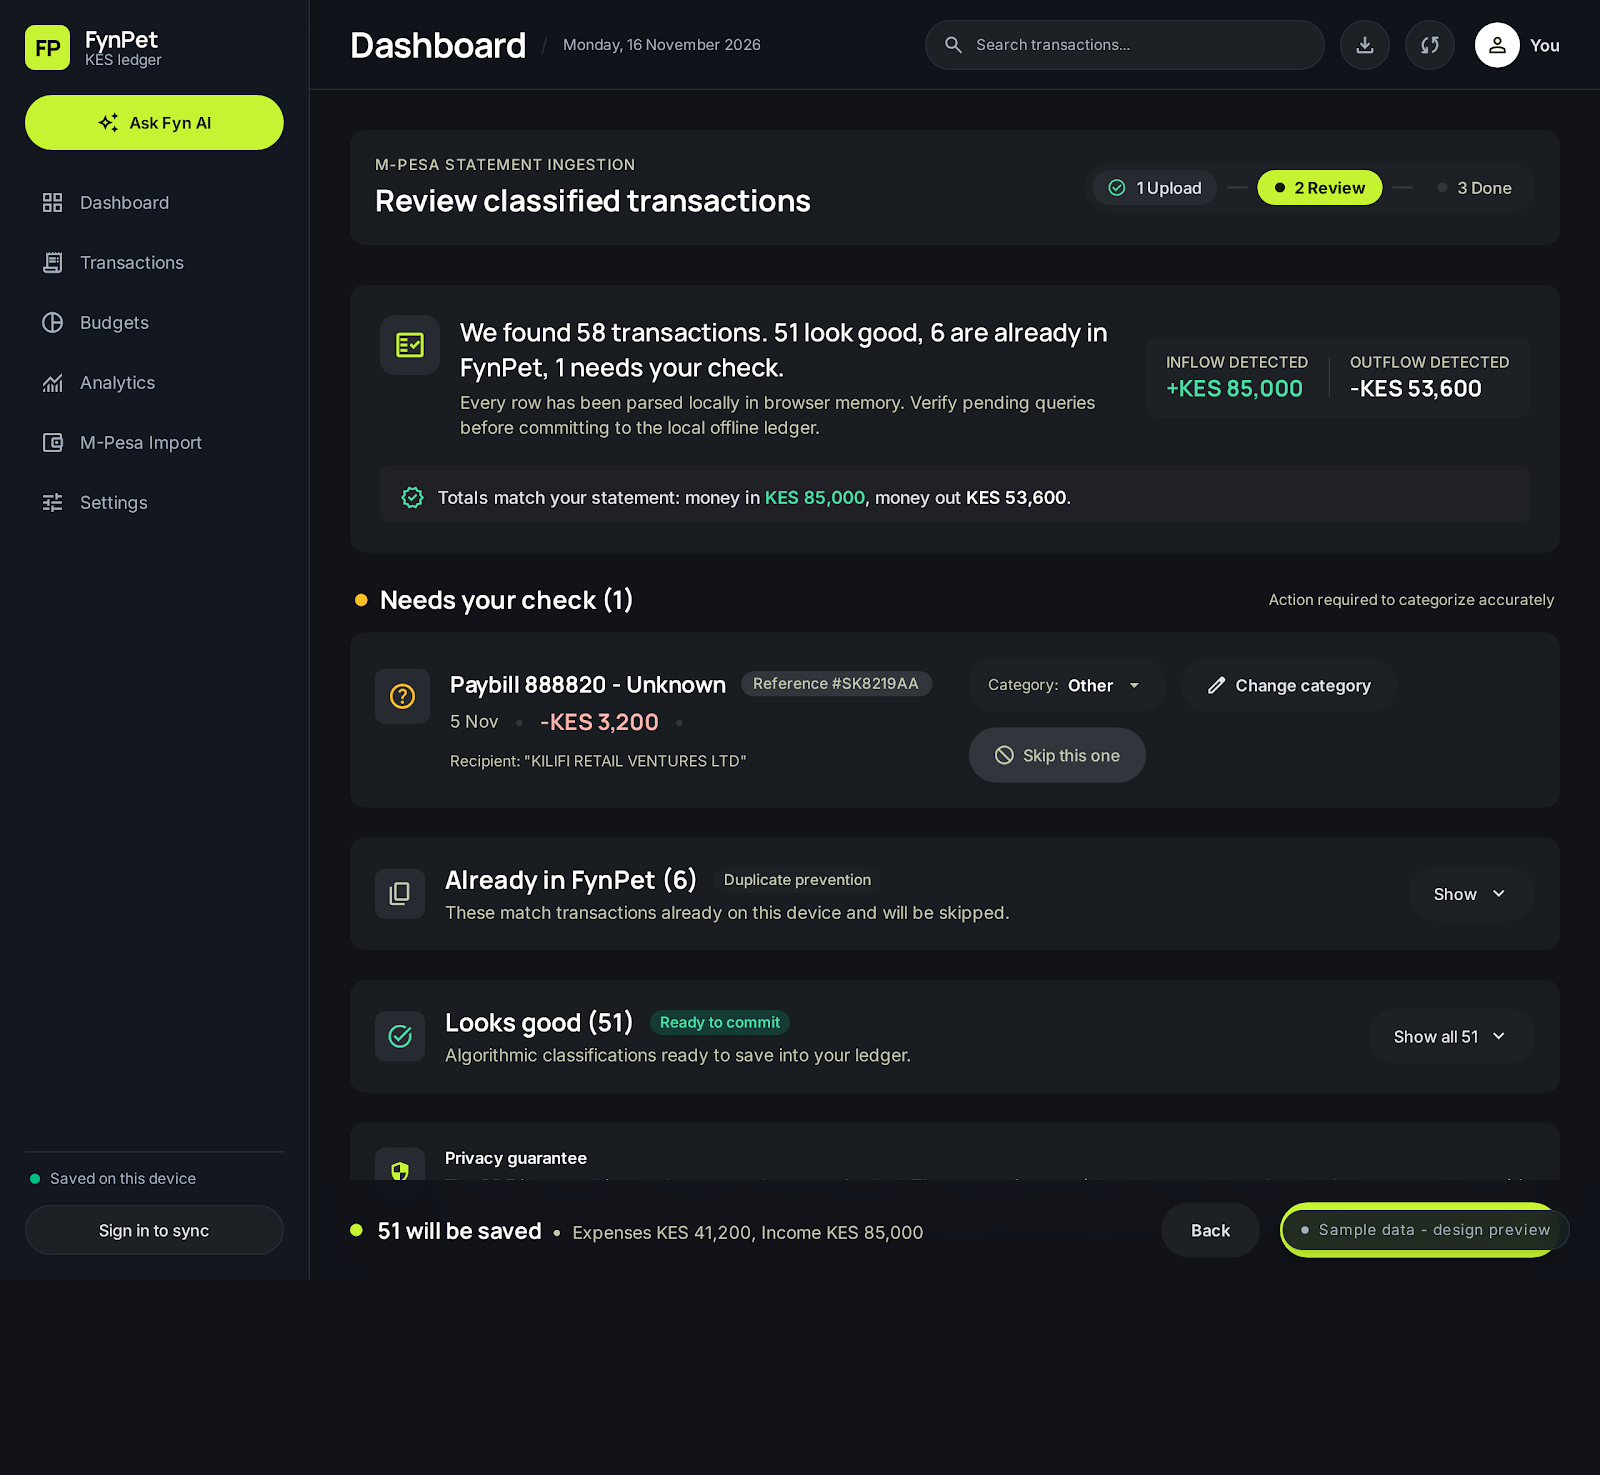 FP
FynPet
KES ledger
Ask Fyn AI
Dashboard
Transactions
Budgets
Analytics
M-Pesa Import
Settings
Saved on this device
Sign in to sync
Dashboard / Monday, 16 November 2026
Search transactions...
You
M-PESA STATEMENT INGESTION
Review classified transactions
1 Upload
2 Review
3 Done
We found 58 transactions. 51 look good, 6 are already in
FynPet, 1 needs your check.
Every row has been parsed locally in browser memory. Verify pending queries
before committing to the local offline ledger.
INFLOW DETECTED
+KES 85,000
OUTFLOW DETECTED
-KES 53,600
Totals match your statement: money in KES 85,000, money out KES 53,600.
Needs your check (1)
Action required to categorize accurately
Paybill 888820 - Unknown
Reference #SK8219AA
5 Nov • -KES 3,200 •
Recipient: "KILIFI RETAIL VENTURES LTD"
Category: Other
Change category
Skip this one
Already in FynPet (6)
Duplicate prevention
These match transactions already on this device and will be skipped.
Show
Looks good (51)
Ready to commit
Algorithmic classifications ready to save into your ledger.
Show all 51
Privacy guarantee
51 will be saved • Expenses KES 41,200, Income KES 85,000
Back
Sample data - design preview